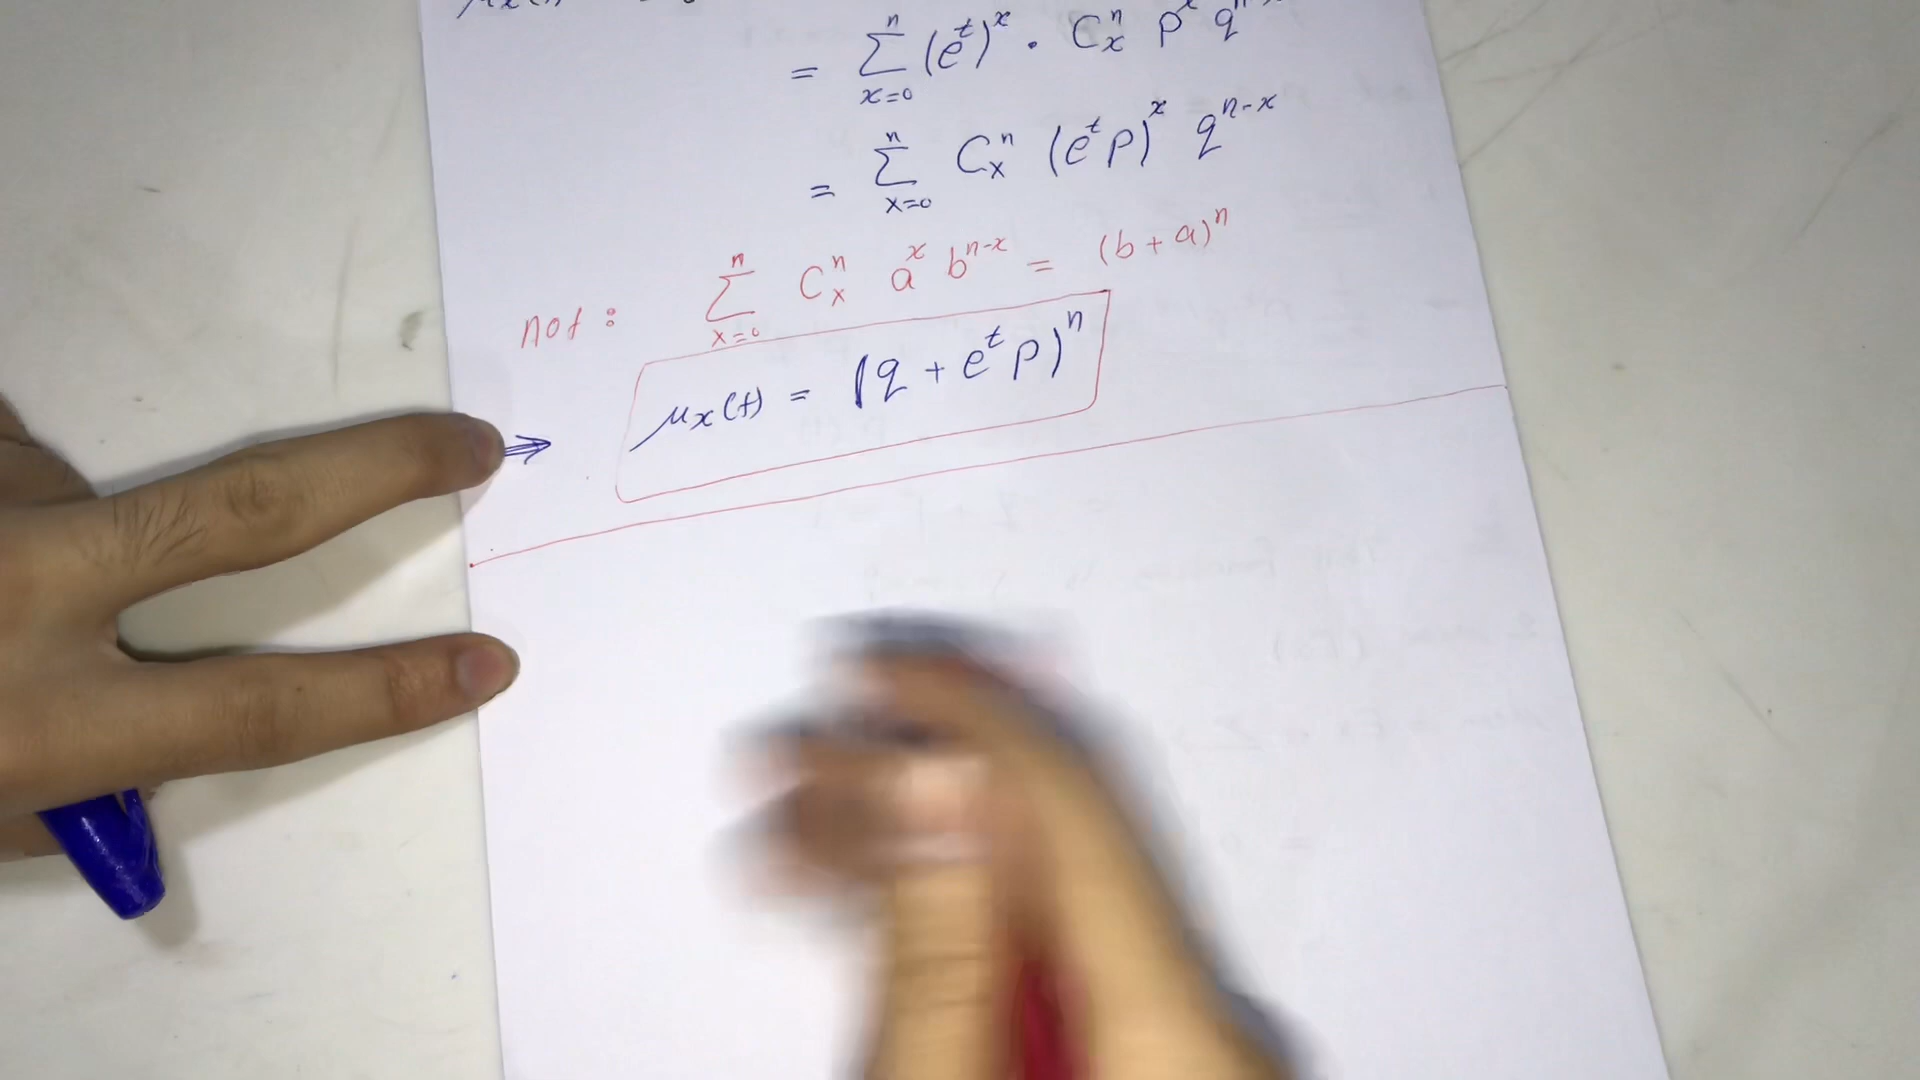 = Σ_{x=0}^{n} (e^t)^x . C_x^n p^x q^n
= Σ_{x=0}^{n} C_x^n (e^t p)^x q^{n-x}
not : Σ_{x=0}^{n} C_x^n a^x b^{n-x} = (b + a)^n
⇒ μx(t) = (q + e^t p)^n